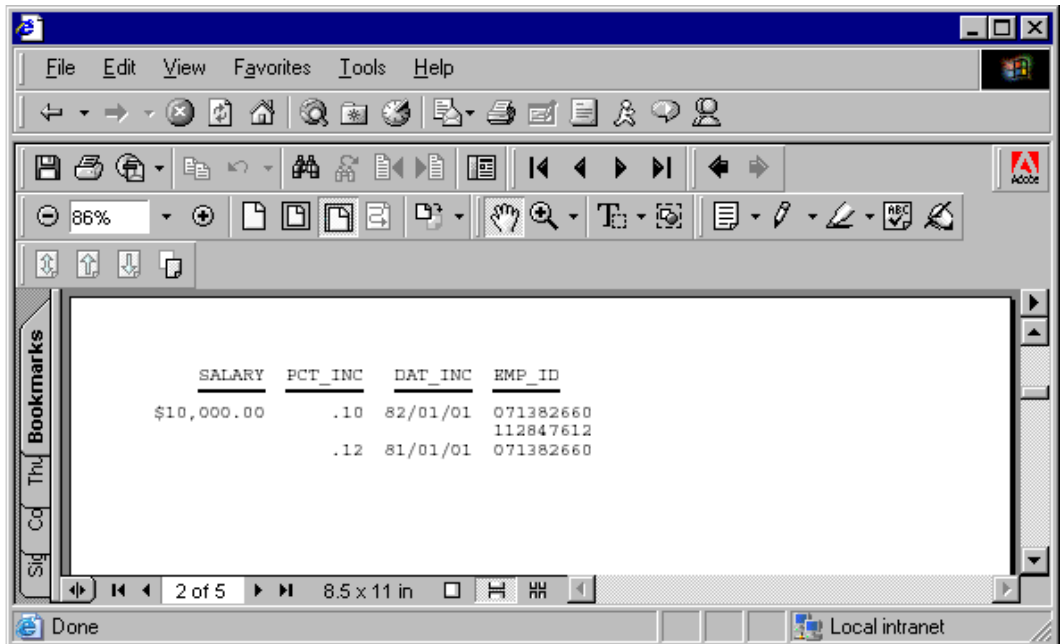 File Edit View Favorites Tools Help
Adobe
86%
ABC
Bookmarks
Thu
Co
Sig
SALARY PCT_INC DAT_INC EMP_ID
$10,000.00 .10 82/01/01 071382660
112847612
.12 81/01/01 071382660
2 of 5 8.5 x 11 in
Done Local intranet